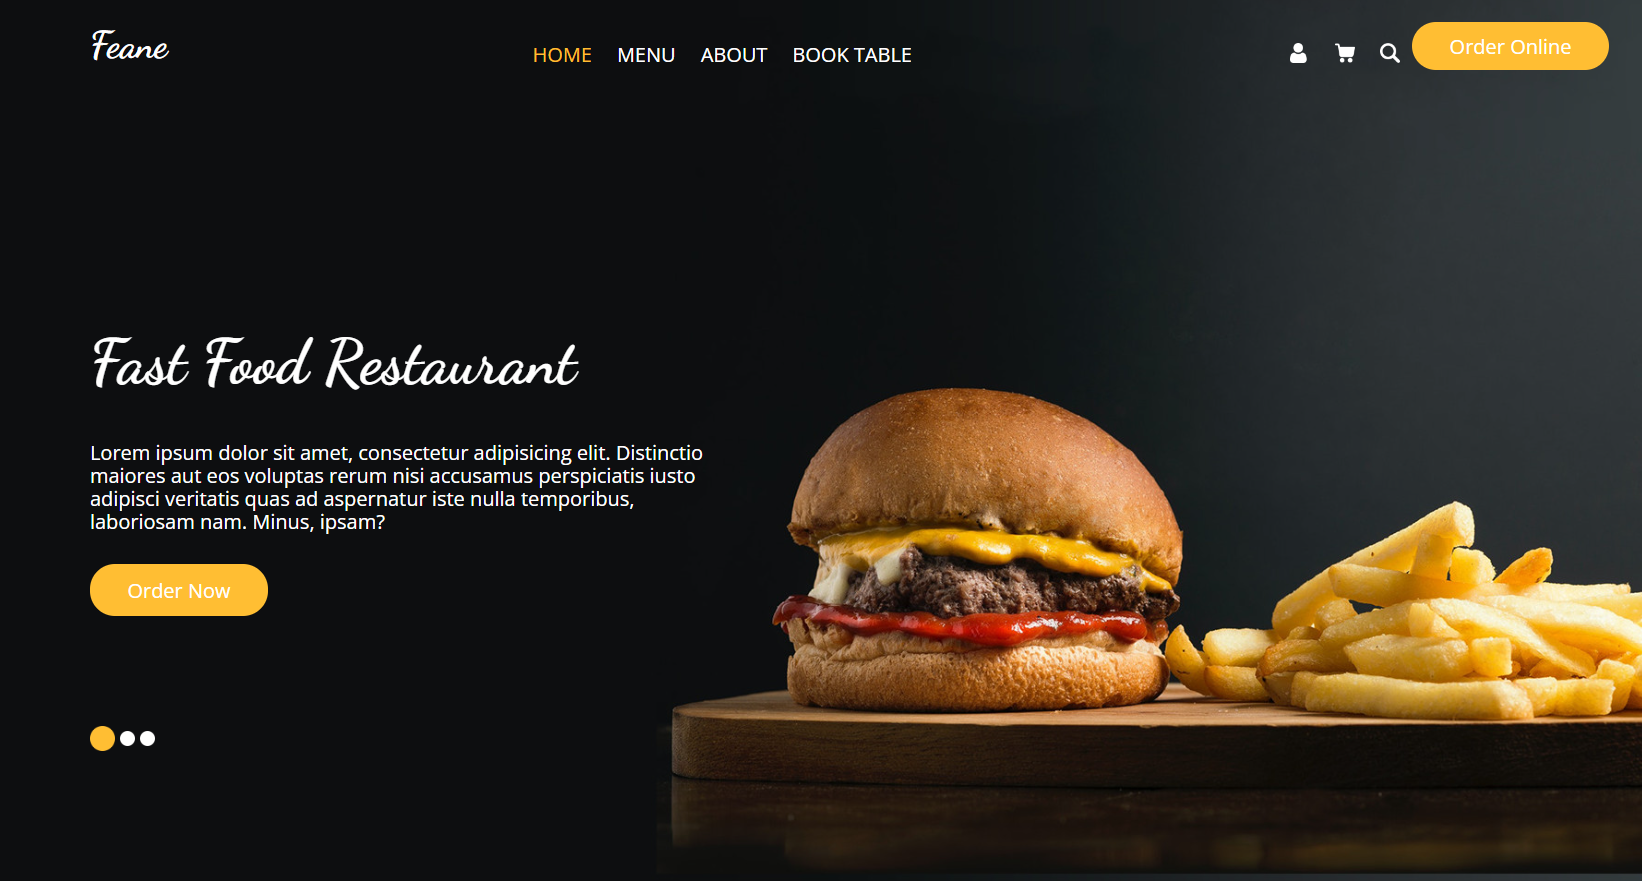 Feane
HOME MENU ABOUT BOOK TABLE
Order Online
Fast Food Restaurant
Lorem ipsum dolor sit amet, consectetur adipisicing elit. Distinctio
maiores aut eos voluptas rerum nisi accusamus perspiciatis iusto
adipisci veritatis quas ad aspernatur iste nulla temporibus,
laboriosam nam. Minus, ipsam?
Order Now